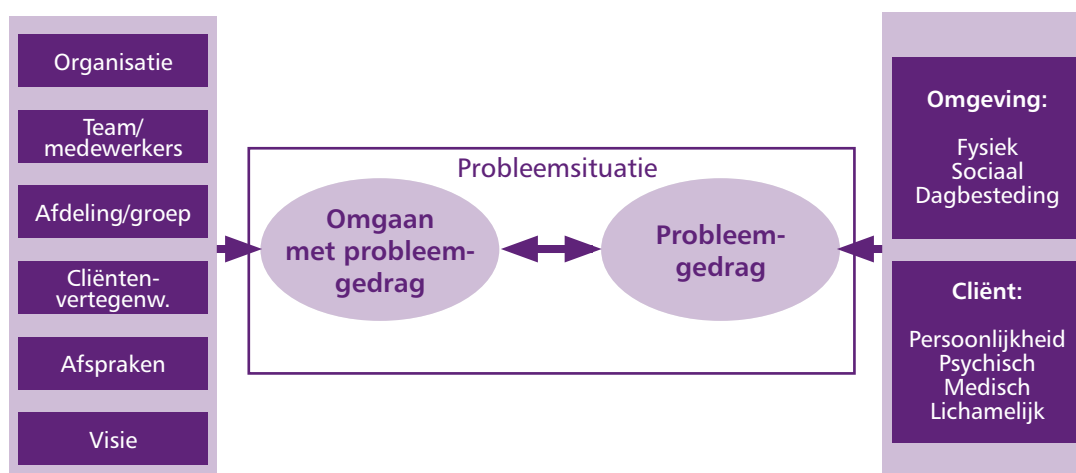 Organisatie
Team/
medewerkers
Afdeling/groep
Cliënten-
vertegenw.
Afspraken
Visie
Probleemsituatie
Omgaan
met probleem-
gedrag
Probleem-
gedrag
Omgeving:
Fysiek
Sociaal
Dagbesteding
Cliënt:
Persoonlijkheid
Psychisch
Medisch
Lichamelijk